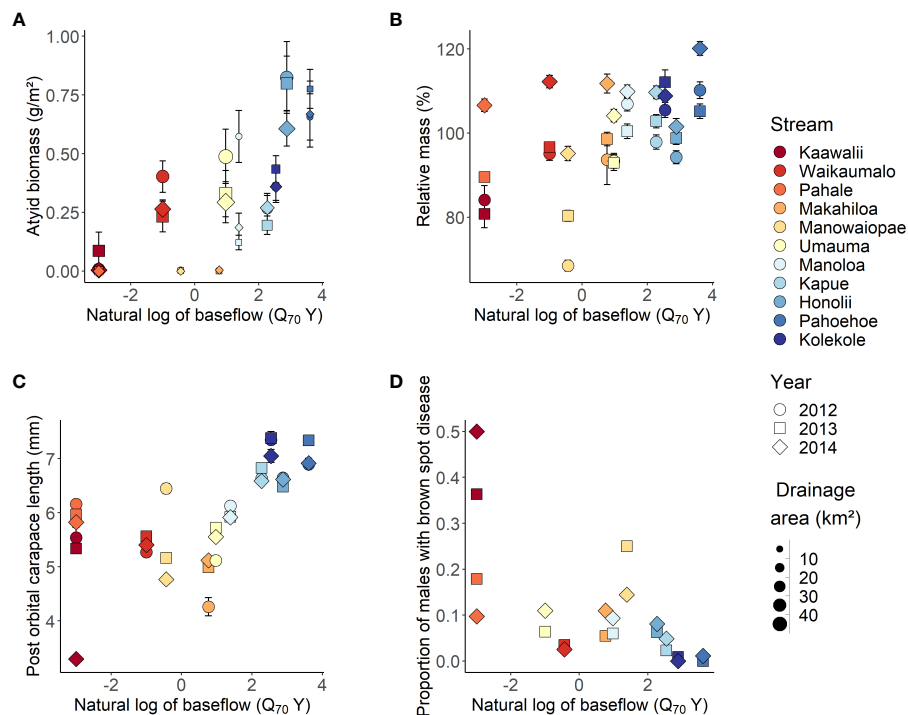 A
Atyid biomass (g/m²)
1.00
0.75
0.50
0.25
0.00
-2 0 2 4
Natural log of baseflow (Q70 Y)
B
Relative mass (%)
120
100
80
-2 0 2 4
Natural log of baseflow (Q70 Y)
C
Post orbital carapace length (mm)
7
6
5
4
-2 0 2 4
Natural log of baseflow (Q70 Y)
D
Proportion of males with brown spot disease
0.5
0.4
0.3
0.2
0.1
0.0
-2 0 2 4
Natural log of baseflow (Q70 Y)
Stream
Kaawalii
Waikaumalo
Pahale
Makahiloa
Manowaiopae
Umauma
Manoloa
Kapue
Honolii
Pahoehoe
Kolekole
Year
2012
2013
2014
Drainage
area (km²)
10
20
30
40